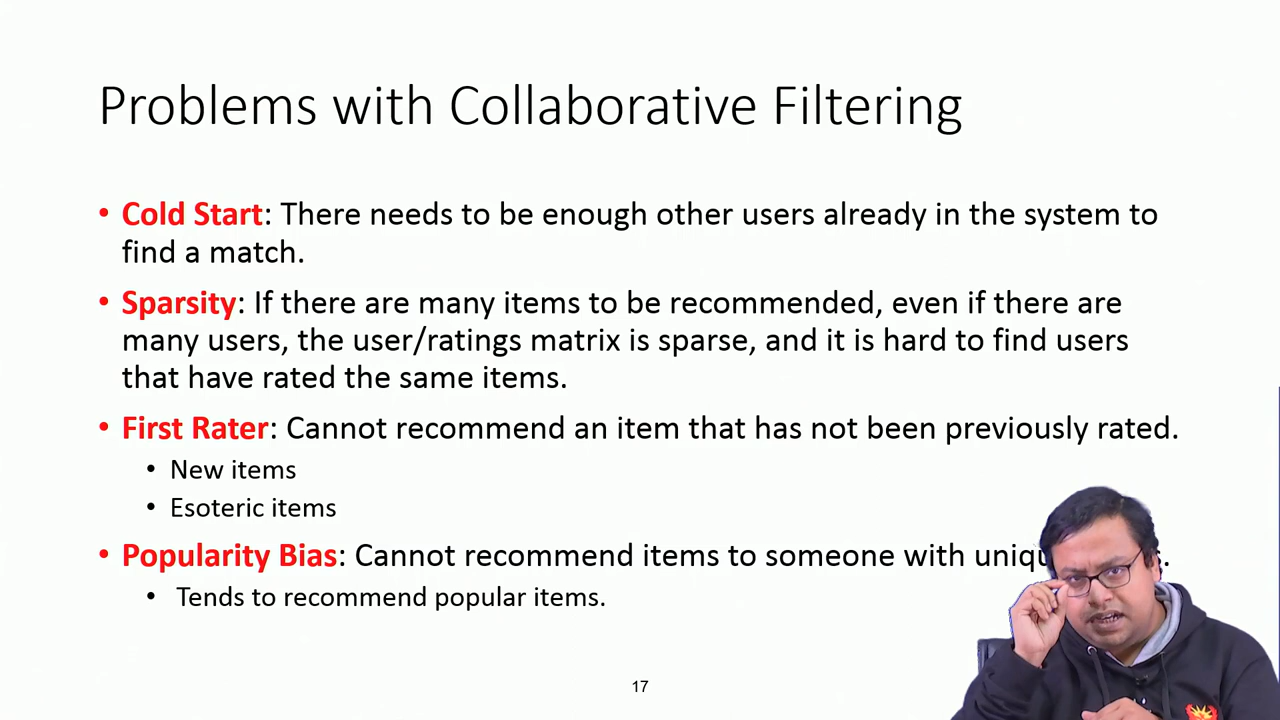 Problems with Collaborative Filtering
• Cold Start: There needs to be enough other users already in the system to
find a match.
• Sparsity: If there are many items to be recommended, even if there are
many users, the user/ratings matrix is sparse, and it is hard to find users
that have rated the same items.
• First Rater: Cannot recommend an item that has not been previously rated.
• New items
• Esoteric items
• Popularity Bias: Cannot recommend items to someone with
• Tends to recommend popular items.
17